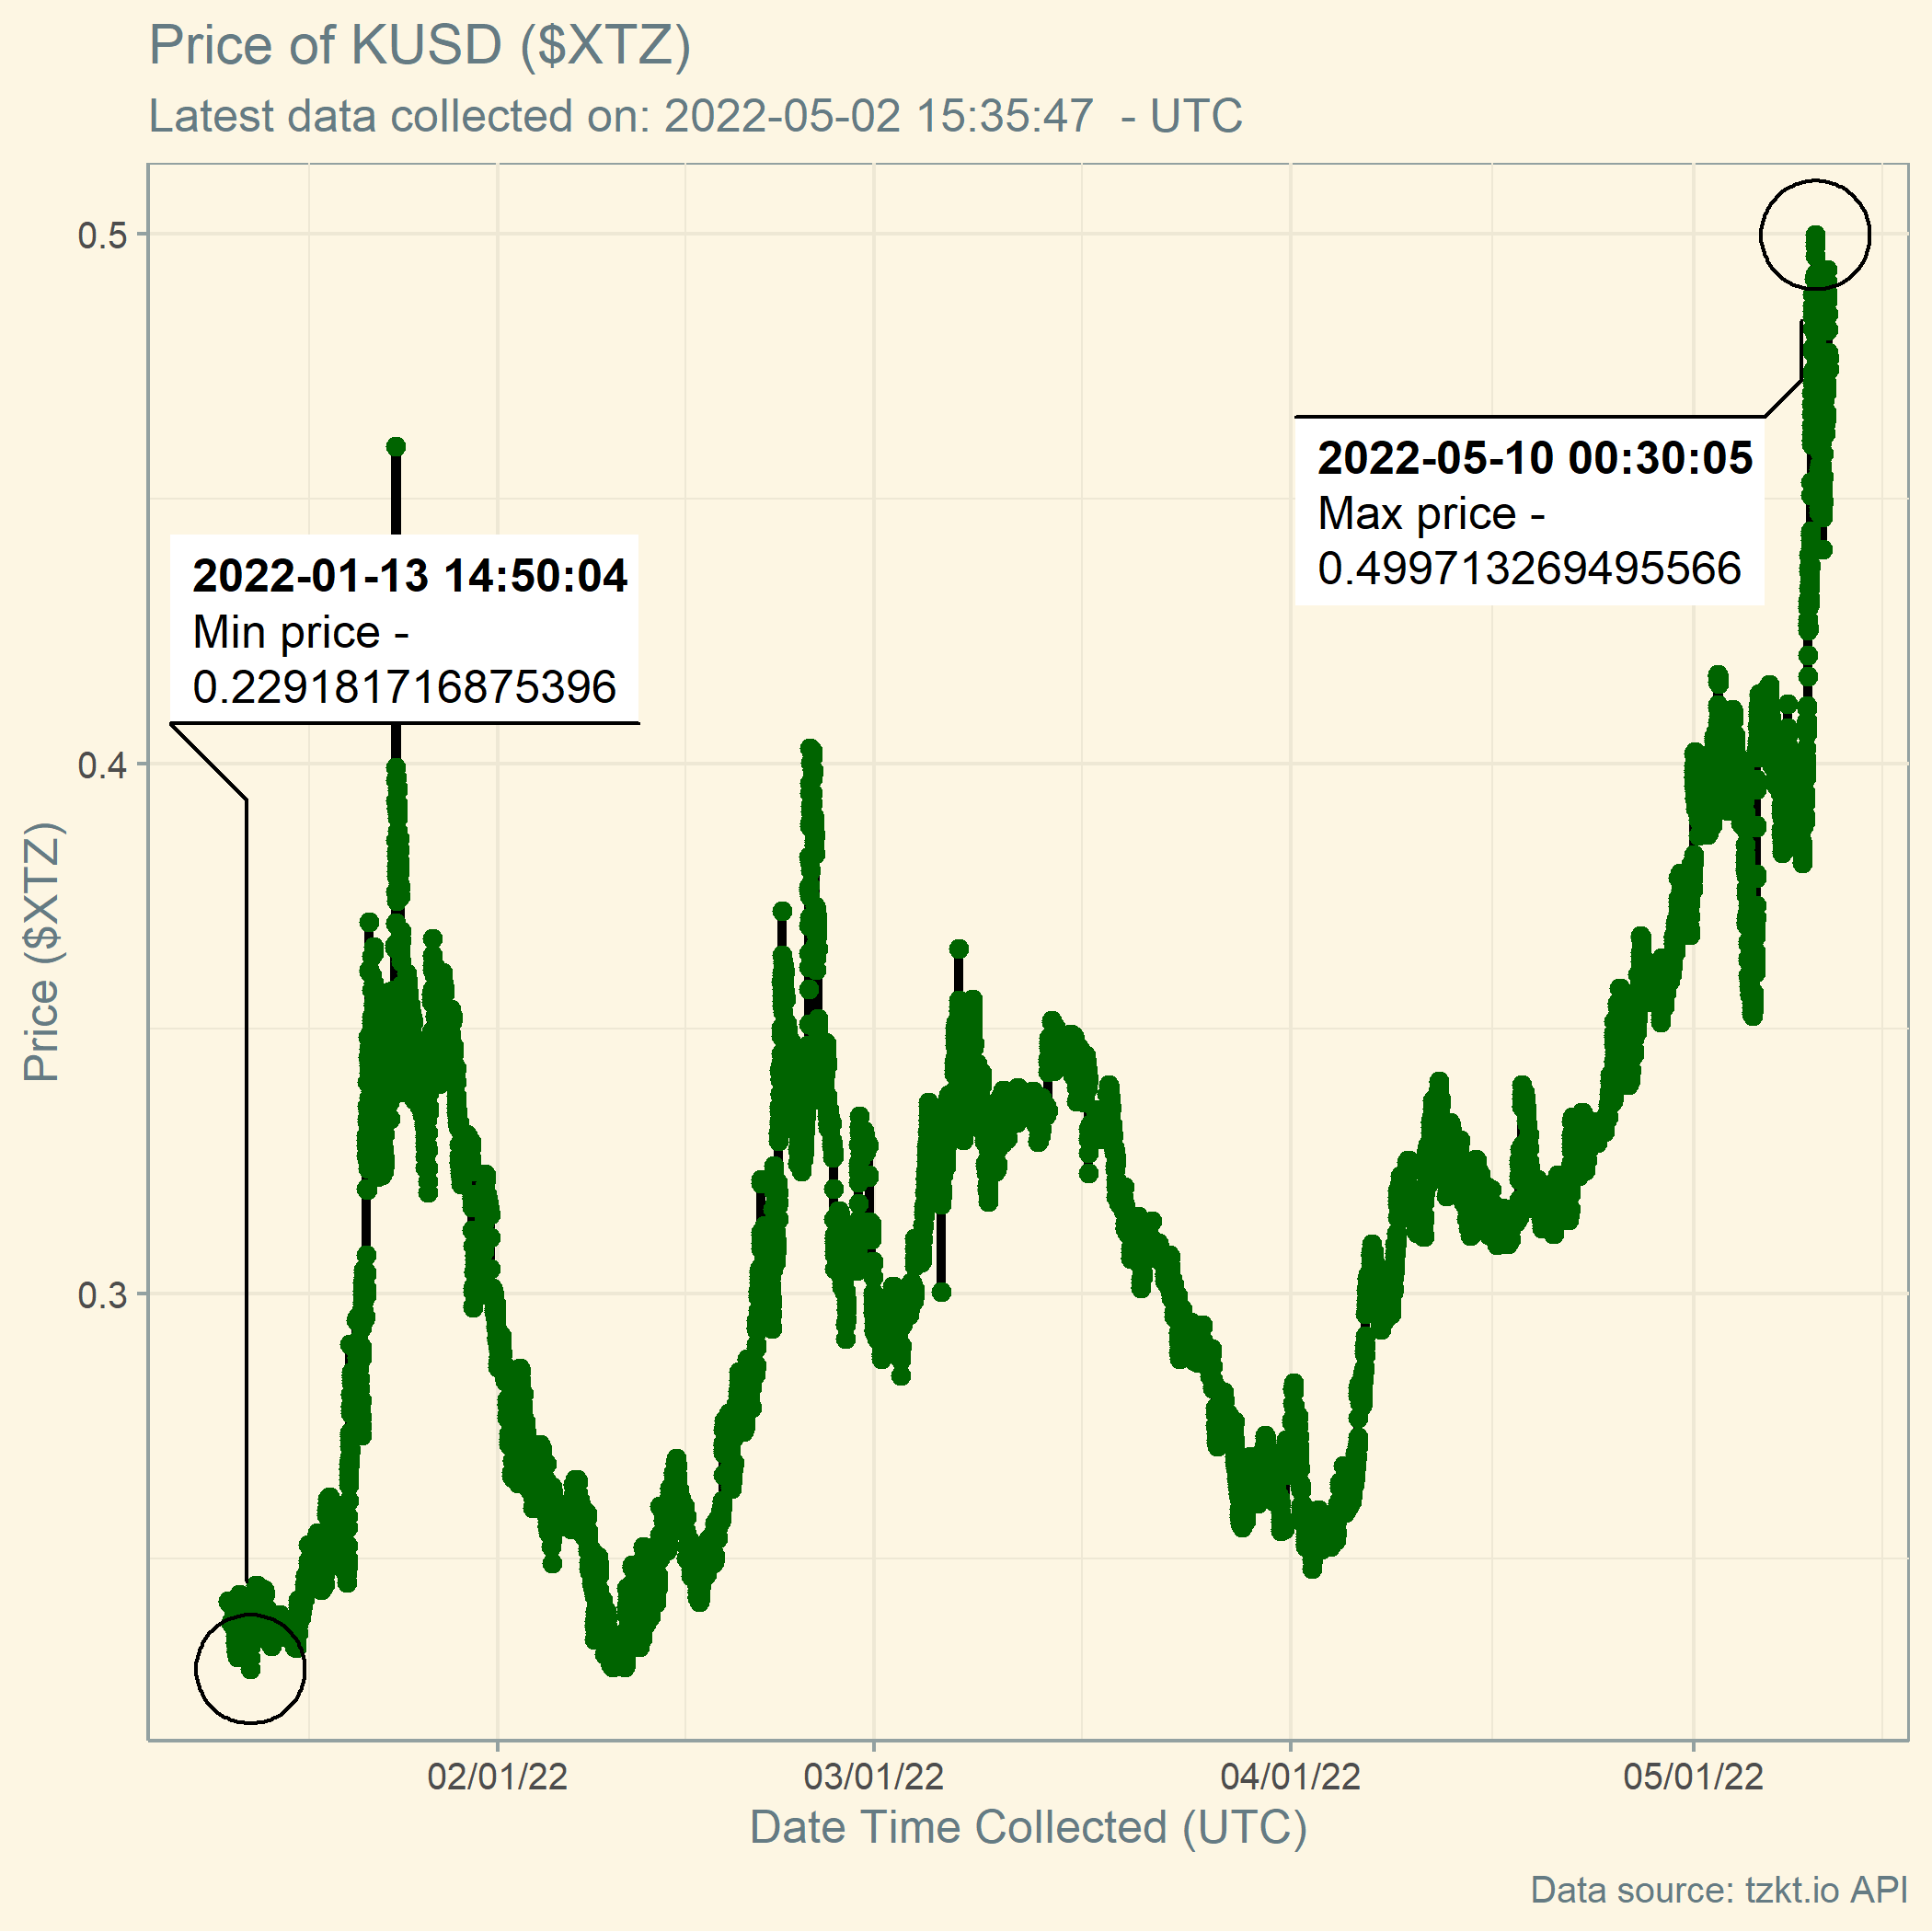 Price of KUSD ($XTZ)
Latest data collected on: 2022-05-02 15:35:47  - UTC
0.5
0.4
0.3
Price ($XTZ)
2022-01-13 14:50:04
Min price -
0.229181716875396
2022-05-10 00:30:05
Max price -
0.499713269495566
02/01/22
03/01/22
04/01/22
05/01/22
Date Time Collected (UTC)
Data source: tzkt.io API